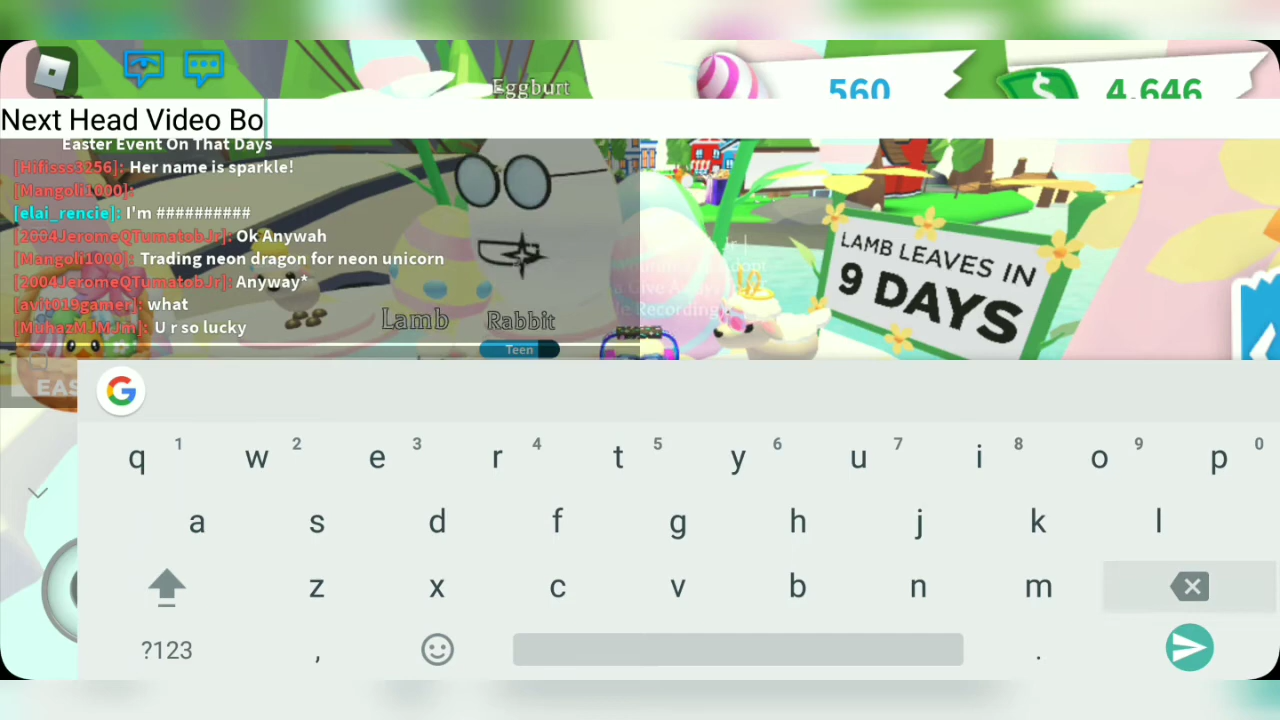 Eggburt
560
4,646
Next Head Video Bo
Easter Event On That Days
[Hifisss3256]: Her name is sparkle!
[Mangoli1000]:
[elai_rencie]: I'm ##########
[2004JeromeQTumatobJr]: Ok Anywah
[Mangoli1000]: Trading neon dragon for neon unicorn
[2004JeromeQTumatobJr]: Anyway*
[avit019gamer]: what
[MuhazMJMJm]: U r so lucky
Lamb
Rabbit
Teen
LAMB LEAVES IN
9 DAYS
EAS
G
1 2 3 4 5 6 7 8 9 0
q w e r t y u i o p
a s d f g h j k l
z x c v b n m
?123 , .